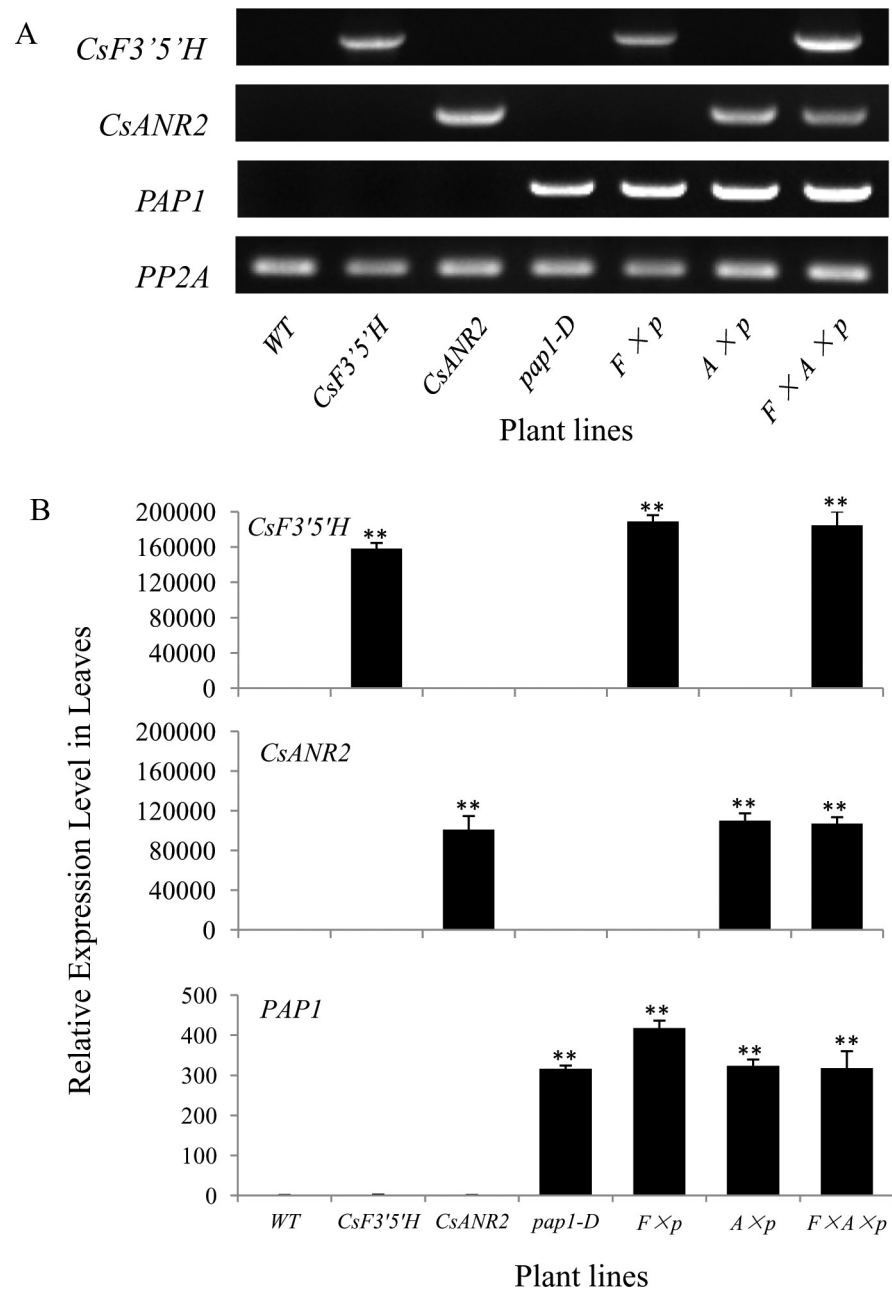 A
CsF3’5’H
CsANR2
PAP1
PP2A
WT
CsF3’5’H
CsANR2
pap1-D
F×p
A×p
F×A×p
Plant lines
B
Relative Expression Level in Leaves
200000
160000
120000
80000
40000
0
CsF3'5'H
**
**
**
200000
160000
120000
80000
40000
0
CsANR2
**
**
**
500
400
300
200
100
0
PAP1
**
**
**
**
WT
CsF3'5'H
CsANR2
pap1-D
F×p
A×p
F×A×p
Plant lines